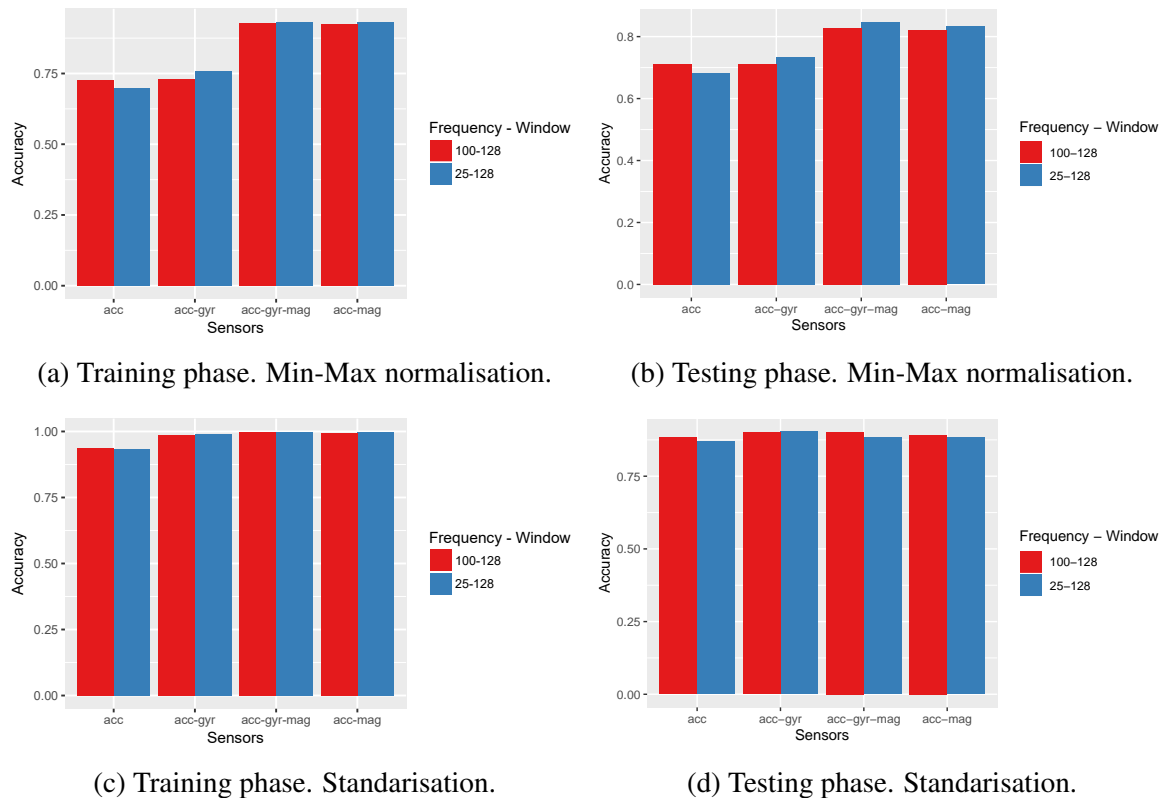 Accuracy
0.75
0.50
0.25
0.00
acc
acc-gyr
acc-gyr-mag
acc-mag
Sensors
Frequency - Window
100-128
25-128
(a) Training phase. Min-Max normalisation.
Accuracy
0.8
0.6
0.4
0.2
0.0
acc
acc−gyr
acc−gyr−mag
acc−mag
Sensors
Frequency − Window
100−128
25−128
(b) Testing phase. Min-Max normalisation.
Accuracy
1.00
0.75
0.50
0.25
0.00
acc
acc-gyr
acc-gyr-mag
acc-mag
Sensors
Frequency - Window
100-128
25-128
(c) Training phase. Standarisation.
Accuracy
0.75
0.50
0.25
0.00
acc
acc−gyr
acc−gyr−mag
acc−mag
Sensors
Frequency − Window
100−128
25−128
(d) Testing phase. Standarisation.